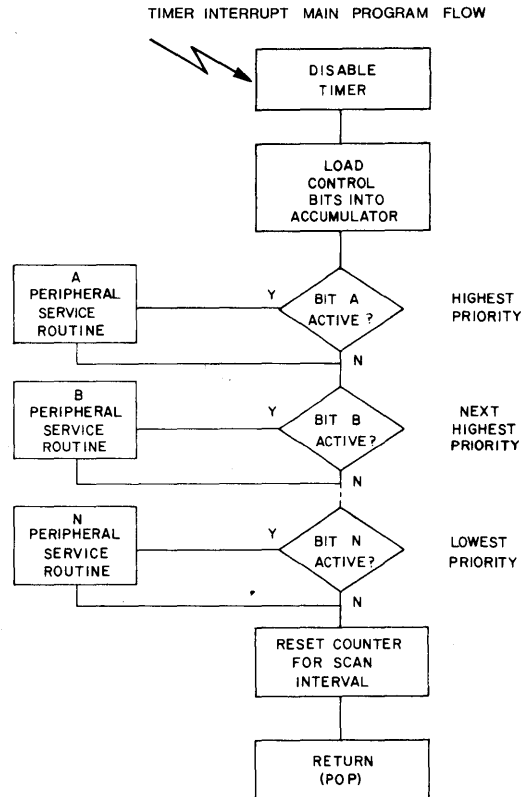 TIMER INTERRUPT MAIN PROGRAM FLOW
DISABLE
TIMER
LOAD
CONTROL
BITS INTO
ACCUMULATOR
A
PERIPHERAL
SERVICE
ROUTINE
Y
BIT A
ACTIVE?
HIGHEST
PRIORITY
N
B
PERIPHERAL
SERVICE
ROUTINE
Y
BIT B
ACTIVE?
NEXT
HIGHEST
PRIORITY
N
N
PERIPHERAL
SERVICE
ROUTINE
Y
BIT N
ACTIVE?
LOWEST
PRIORITY
N
RESET COUNTER
FOR SCAN
INTERVAL
RETURN
(POP)